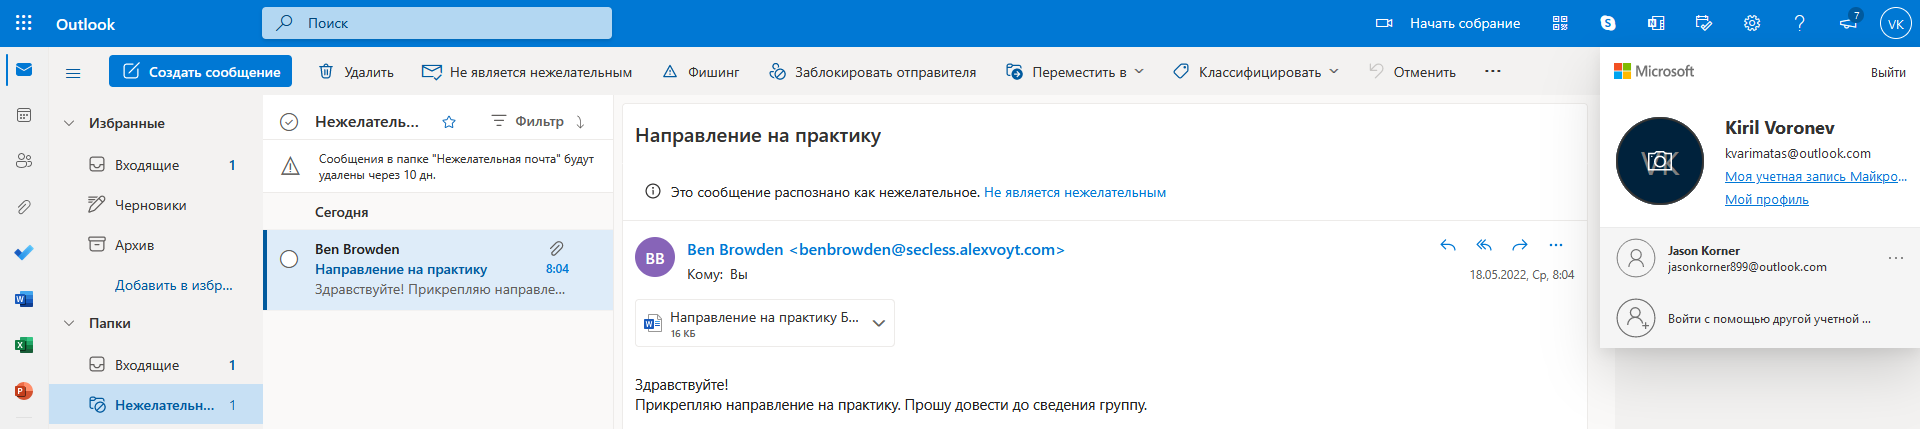 Outlook
Поиск
Начать собрание
7
VK
Создать сообщение
Удалить
Не является нежелательным
Фишинг
Заблокировать отправителя
Переместить в
Классифицировать
Отменить
Избранные
Входящие 1
Черновики
Архив
Добавить в избр...
Папки
Входящие 1
Нежелательн... 1
Нежелатель...
Фильтр
Сообщения в папке "Нежелательная почта" будут
удалены через 10 дн.
Сегодня
Ben Browden
Направление на практику 8:04
Здравствуйте! Прикрепляю направле...
Направление на практику
Это сообщение распознано как нежелательное. Не является нежелательным
BB
Ben Browden <benbrowden@secless.alexvoyt.com>
Кому: Вы
18.05.2022, Ср, 8:04
Направление на практику Б...
16 КБ
Здравствуйте!
Прикрепляю направление на практику. Прошу довести до сведения группу.
Microsoft
Выйти
VK
Kiril Voronev
kvarimatas@outlook.com
Моя учетная запись Майкро...
Мой профиль
Jason Korner
jasonkorner899@outlook.com
Войти с помощью другой учетной ...